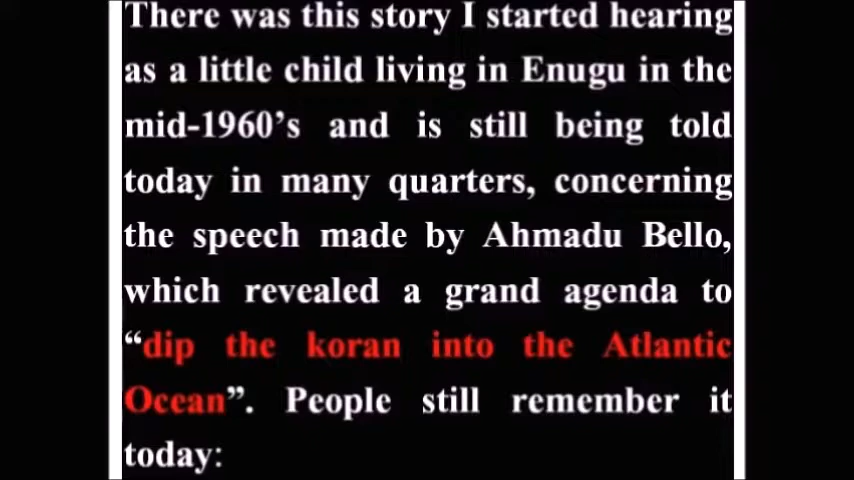 There was this story I started hearing
as a little child living in Enugu in the
mid-1960’s and is still being told
today in many quarters, concerning
the speech made by Ahmadu Bello,
which revealed a grand agenda to
“dip the koran into the Atlantic
Ocean”. People still remember it
today: